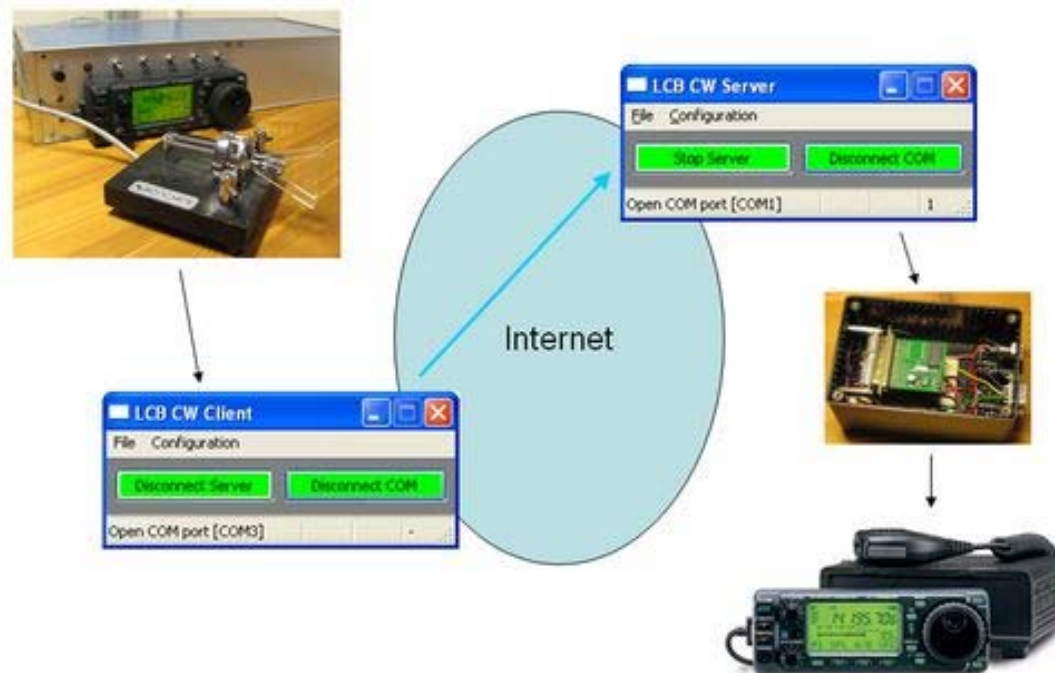 LCB CW Server
File Configuration
Stop Server Disconnect COM
Open COM port [COM1] 1
Internet
LCB CW Client
File Configuration
Disconnect Server Disconnect COM
Open COM port [COM3] -